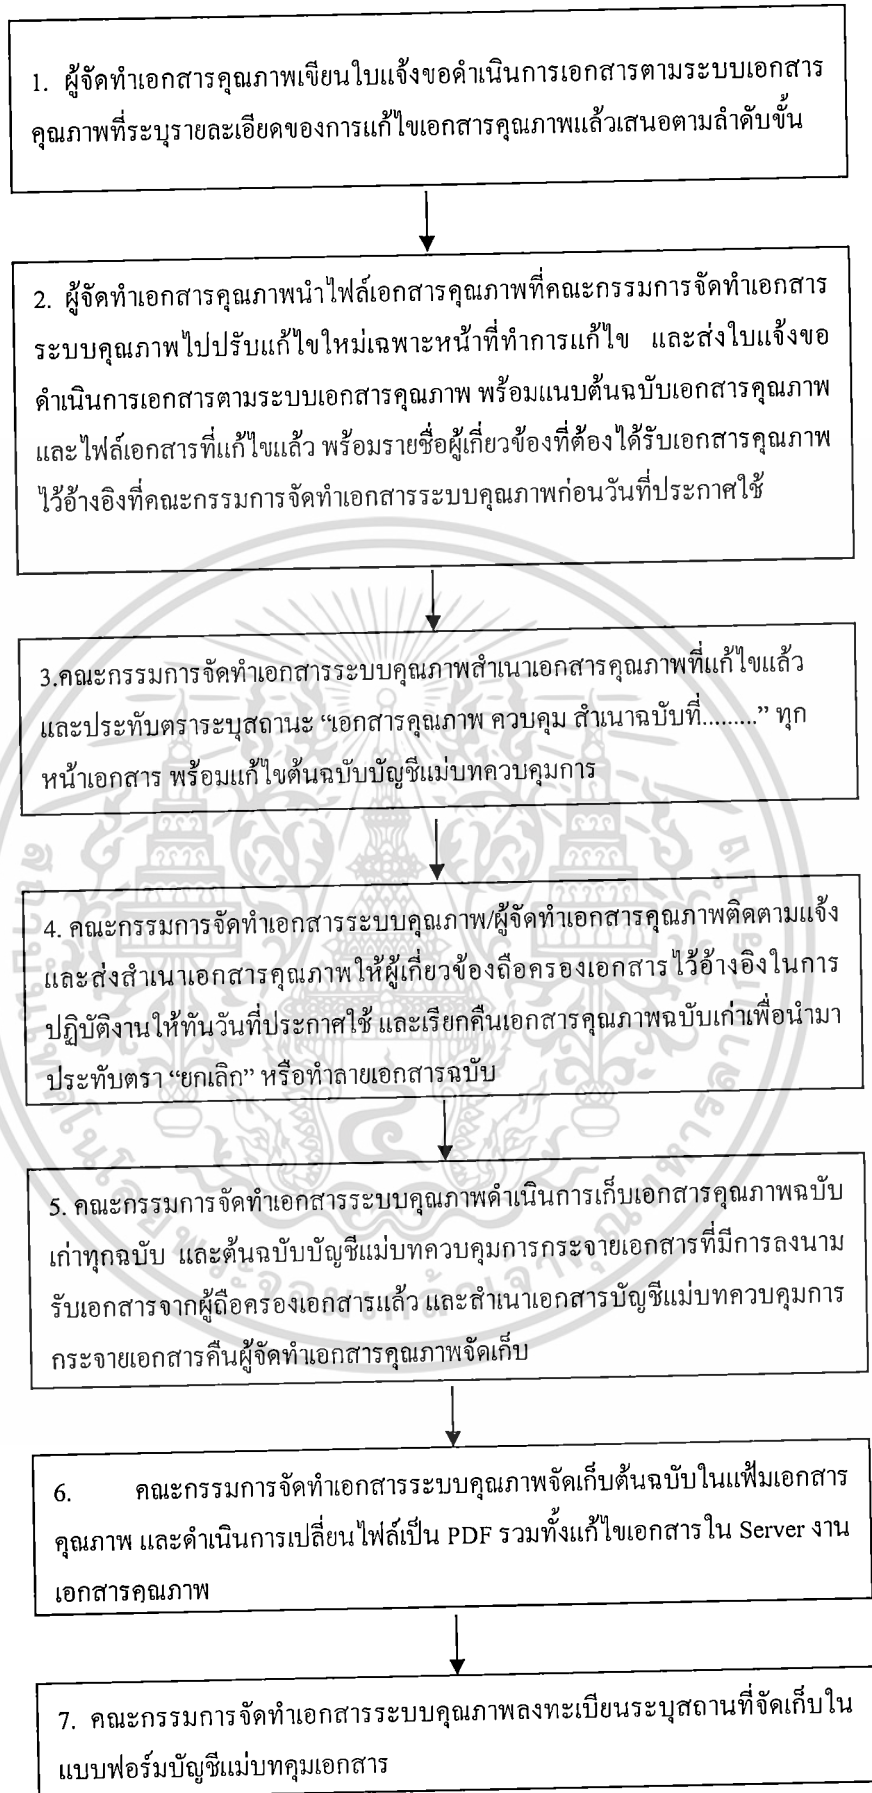 1. ผู้จัดทำเอกสารคุณภาพเขียนใบแจ้งขอดำเนินการเอกสารตามระบบเอกสาร
คุณภาพที่ระบุรายละเอียดของการแก้ไขเอกสารคุณภาพแล้วเสนอตามลำดับขั้น
2. ผู้จัดทำเอกสารคุณภาพนำไฟล์เอกสารคุณภาพที่คณะกรรมการจัดทำเอกสาร
ระบบคุณภาพไปปรับแก้ไขใหม่เฉพาะหน้าที่ทำการแก้ไข และส่งใบแจ้งขอ
ดำเนินการเอกสารตามระบบเอกสารคุณภาพ พร้อมแนบต้นฉบับเอกสารคุณภาพ
และไฟล์เอกสารที่แก้ไขแล้ว พร้อมรายชื่อผู้เกี่ยวข้องที่ต้องได้รับเอกสารคุณภาพ
ไว้อ้างอิงที่คณะกรรมการจัดทำเอกสารระบบคุณภาพก่อนวันที่ประกาศใช้
3.คณะกรรมการจัดทำเอกสารระบบคุณภาพสำเนาเอกสารคุณภาพที่แก้ไขแล้ว
และประทับตราระบุสถานะ “เอกสารคุณภาพ ควบคุม สำเนาฉบับที่.........” ทุก
หน้าเอกสาร พร้อมแก้ไขต้นฉบับบัญชีแม่บทควบคุมการ
4. คณะกรรมการจัดทำเอกสารระบบคุณภาพ/ผู้จัดทำเอกสารคุณภาพติดตามแจ้ง
และส่งสำเนาเอกสารคุณภาพให้ผู้เกี่ยวข้องถือครองเอกสารไว้อ้างอิงในการ
ปฏิบัติงานให้ทันวันที่ประกาศใช้ และเรียกคืนเอกสารคุณภาพฉบับเก่าเพื่อนำมา
ประทับตรา “ยกเลิก” หรือทำลายเอกสารฉบับ
5. คณะกรรมการจัดทำเอกสารระบบคุณภาพดำเนินการเก็บเอกสารคุณภาพฉบับ
เก่าทุกฉบับ และต้นฉบับบัญชีแม่บทควบคุมการกระจายเอกสารที่มีการลงนาม
รับเอกสารจากผู้ถือครองเอกสารแล้ว และสำเนาเอกสารบัญชีแม่บทควบคุมการ
กระจายเอกสารคืนผู้จัดทำเอกสารคุณภาพจัดเก็บ
6. คณะกรรมการจัดทำเอกสารระบบคุณภาพจัดเก็บต้นฉบับในแฟ้มเอกสาร
คุณภาพ และดำเนินการเปลี่ยนไฟล์เป็น PDF รวมทั้งแก้ไขเอกสารใน Server งาน
เอกสารคุณภาพ
7. คณะกรรมการจัดทำเอกสารระบบคุณภาพลงทะเบียนระบุสถานที่จัดเก็บใน
แบบฟอร์มบัญชีแม่บทคุมเอกสาร